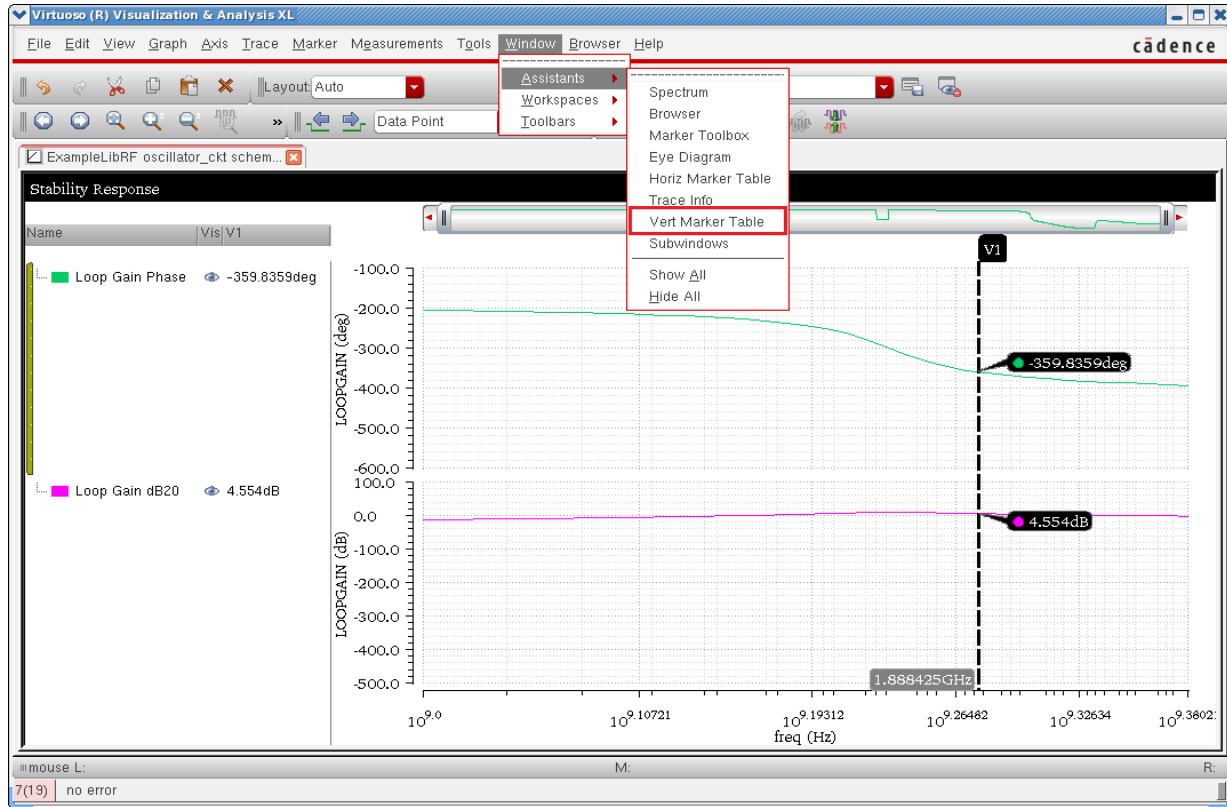 Virtuoso (R) Visualization & Analysis XL
File Edit View Graph Axis Trace Marker Measurements Tools Window Browser Help
cādence
Layout: Auto
Data Point
Assistants
Workspaces
Toolbars
Spectrum
Browser
Marker Toolbox
Eye Diagram
Horiz Marker Table
Trace Info
Vert Marker Table
Subwindows
Show All
Hide All
ExampleLibRF oscillator_ckt schem...
Stability Response
Name Vis V1
Loop Gain Phase -359.8359deg
Loop Gain dB20 4.554dB
V1
LOOPGAIN (deg)
-100.0
-200.0
-300.0
-400.0
-500.0
-600.0
-359.8359deg
LOOPGAIN (dB)
100.0
0.0
-100.0
-200.0
-300.0
-400.0
-500.0
4.554dB
1.888425GHz
10^9.0 10^9.10721 10^9.19312 10^9.26482 10^9.32634 10^9.3602
freq (Hz)
mouse L: M: R:
7(19) no error